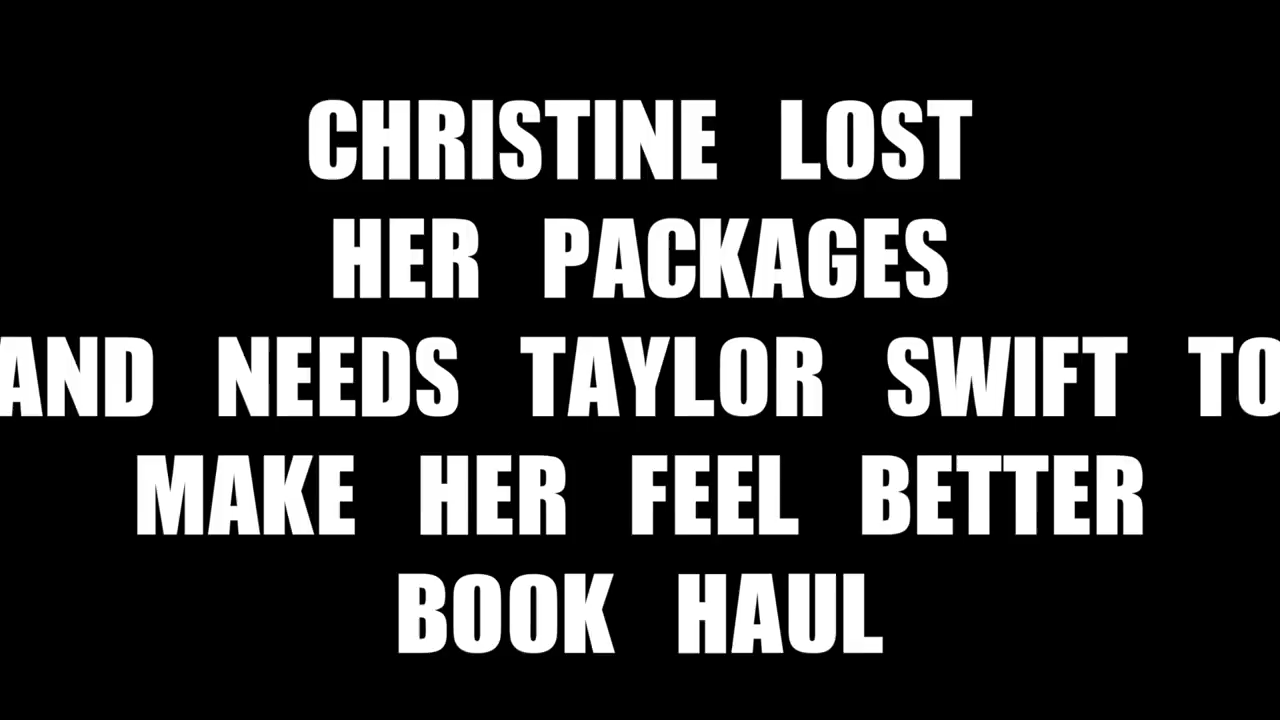 CHRISTINE LOST
HER PACKAGES
AND NEEDS TAYLOR SWIFT TO
MAKE HER FEEL BETTER
BOOK HAUL